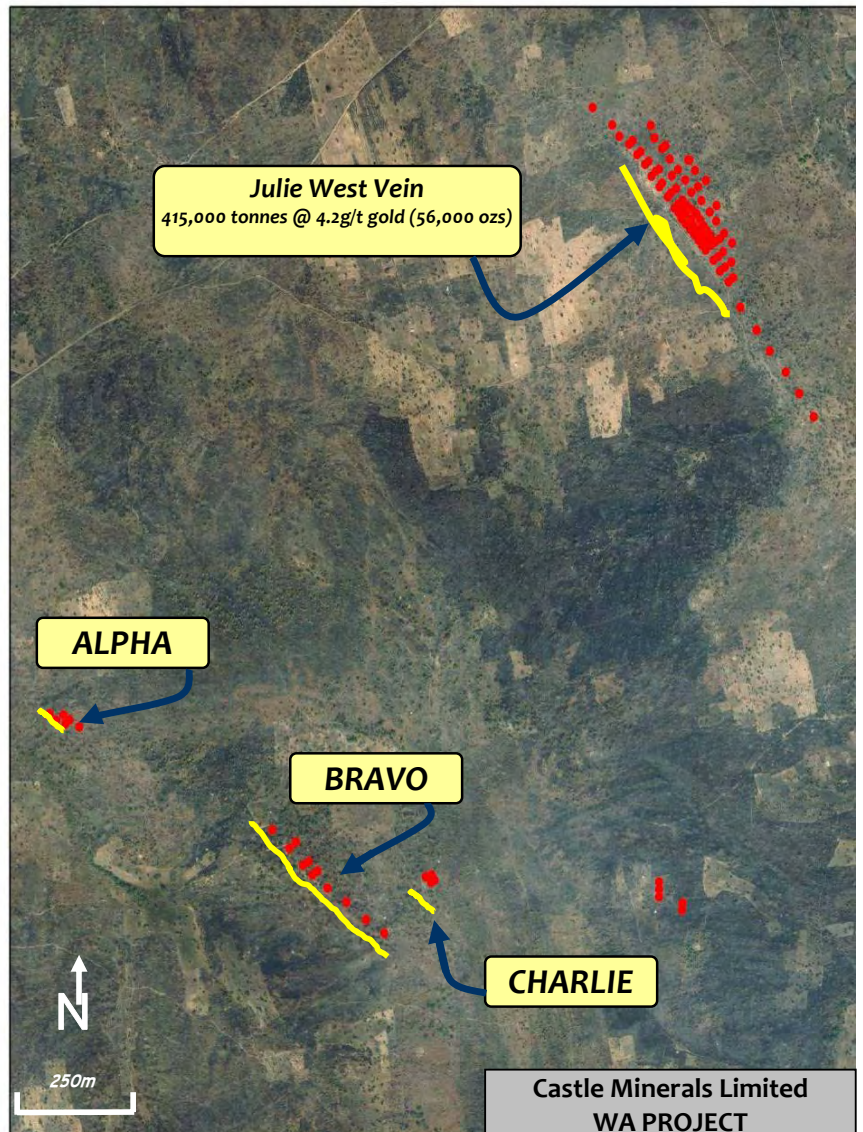 Julie West Vein
415,000 tonnes @ 4.2g/t gold (56,000 ozs)
ALPHA
BRAVO
CHARLIE
N
250m
Castle Minerals Limited
WA PROJECT